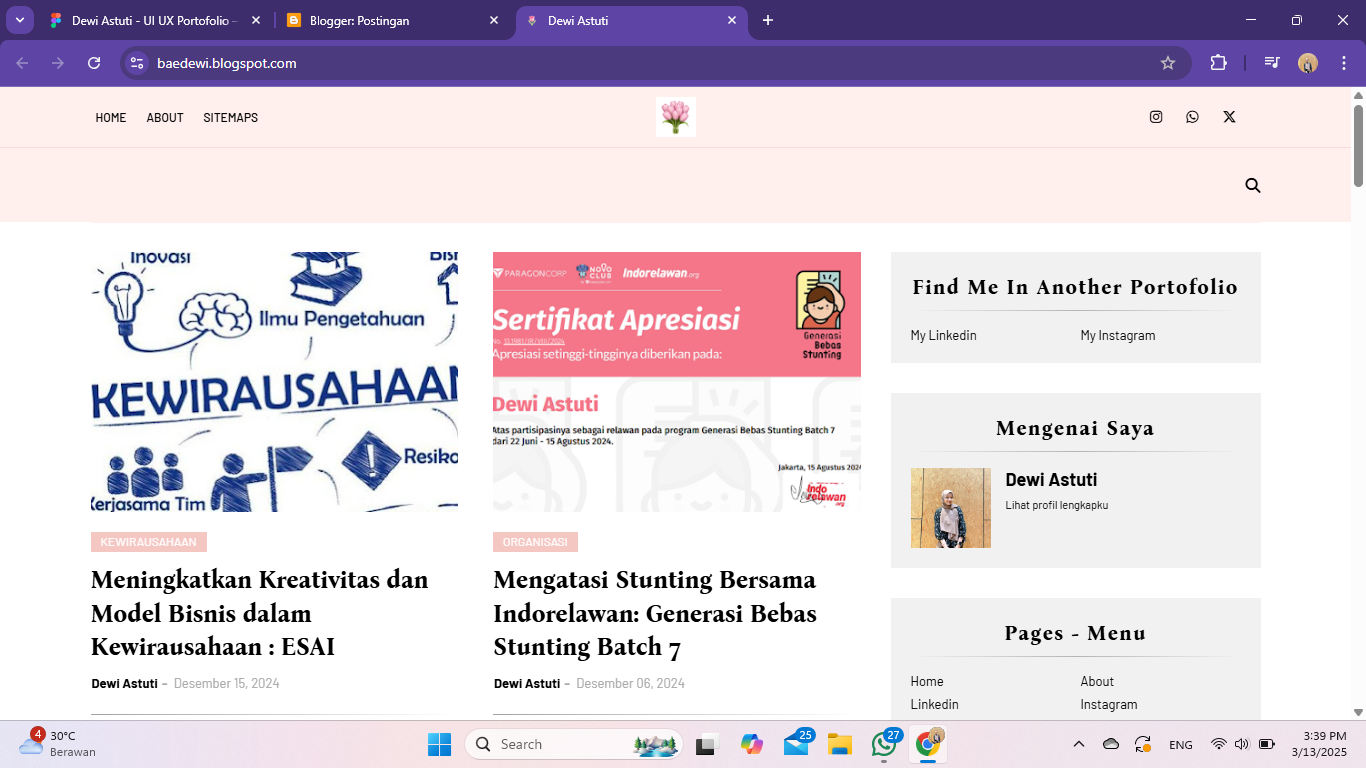 Dewi Astuti - UI UX Portofolio -
Blogger: Postingan
Dewi Astuti
baedewi.blogspot.com
HOME
ABOUT
SITEMAPS
Inovasi
Ilmu Pengetahuan
KEWIRAUSAHAAN
Resiko
Kerjasama Tim
KEWIRAUSAHAAN
Meningkatkan Kreativitas dan
Model Bisnis dalam
Kewirausahaan : ESAI
Dewi Astuti - Desember 15, 2024
PARAGONCORP
NOVO
CLUB
Indorelawan.org
Sertifikat Apresiasi
Apresiasi setinggi-tingginya diberikan pada:
Generasi
Bebas
Stunting
Dewi Astuti
Atas partisipasinya sebagai relawan pada program Generasi Bebas Stunting Batch 7
dari 22 Juni - 15 Agustus 2024.
Jakarta, 15 Agustus 2024
Indo
relawan
.org
ORGANISASI
Mengatasi Stunting Bersama
Indorelawan: Generasi Bebas
Stunting Batch 7
Dewi Astuti - Desember 06, 2024
Find Me In Another Portofolio
My Linkedin
My Instagram
Mengenai Saya
Dewi Astuti
Lihat profil lengkapku
Pages - Menu
Home
About
Linkedin
Instagram
4
30°C
Berawan
Search
25
27
ENG
3:39 PM
3/13/2025